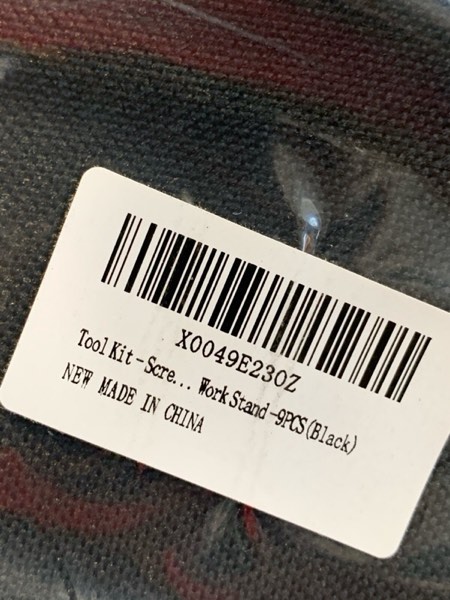 X0049E230Z
Tool Kit-Scre... Work Stand-9PCS(Black)
NEW MADE IN CHINA